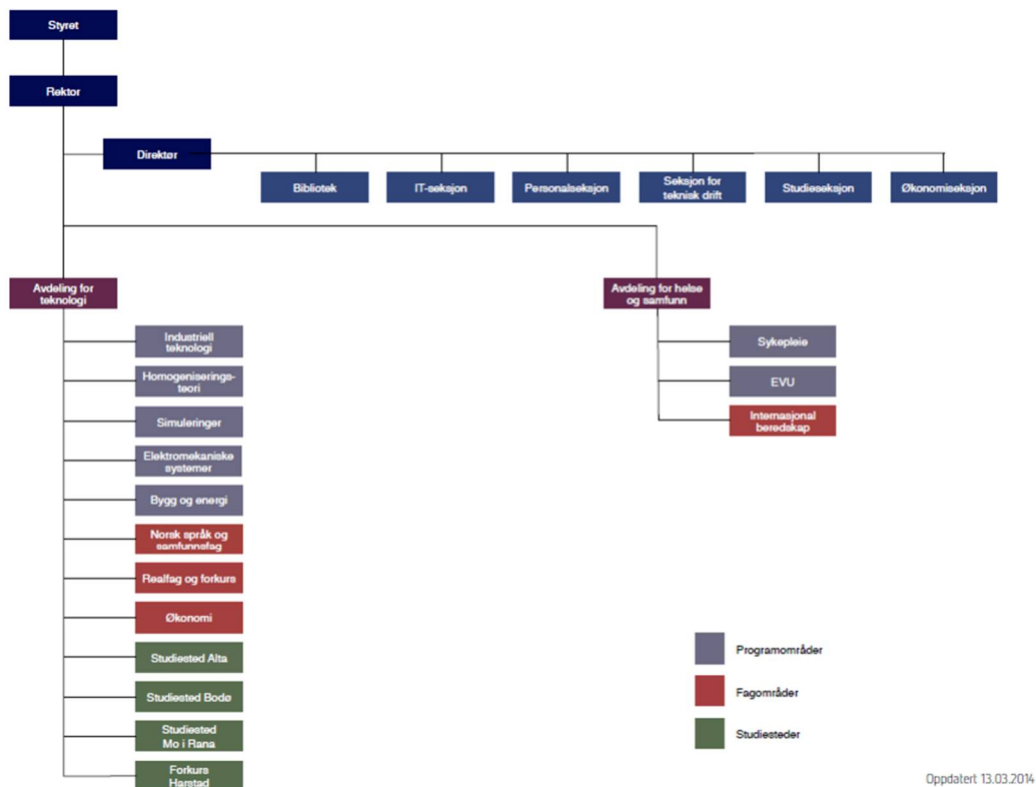 Styret
Rektor
Direktør
Bibliotek
IT-seksjon
Personalseksjon
Seksjon for
teknisk drift
Studieseksjon
Økonomiseksjon
Avdeling for
teknologi
Avdeling for helse
og samfunn
Industriell
teknologi
Homogeniserings-
teori
Simuleringer
Elektromekaniske
systemer
Bygg og energi
Norsk språk og
samfunnsfag
Realfag og forkurs
Økonomi
Studiested Alta
Studiested Bodø
Studiested
Mo i Rana
Forkurs
Harstad
Sykepleie
EVU
Internasjonal
beredskap
Programområder
Fagområder
Studiesteder
Oppdatert 13.03.2014